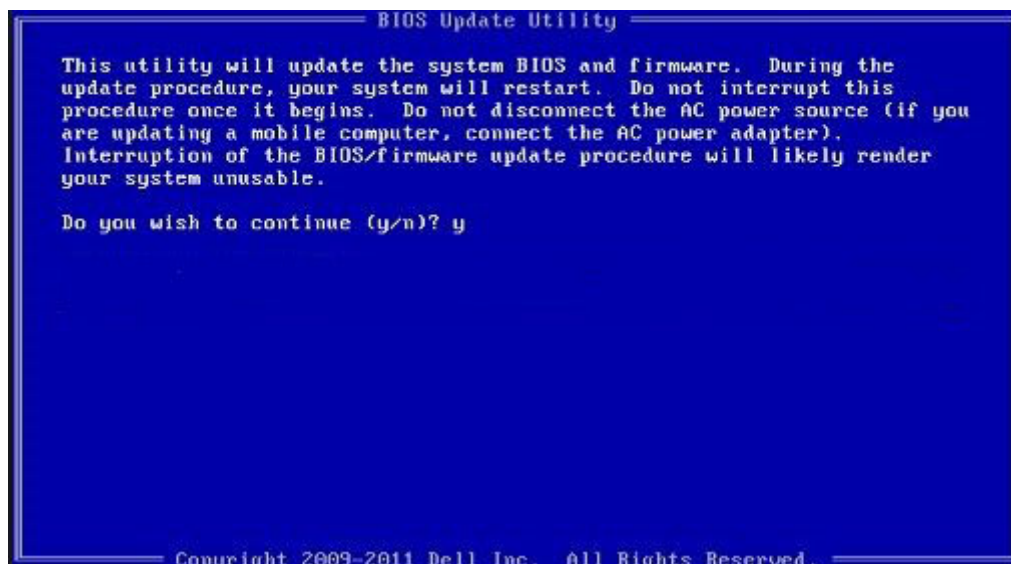 BIOS Update Utility
This utility will update the system BIOS and firmware.  During the
update procedure, your system will restart.  Do not interrupt this
procedure once it begins.  Do not disconnect the AC power source (if you
are updating a mobile computer, connect the AC power adapter).
Interruption of the BIOS/firmware update procedure will likely render
your system unusable.
Do you wish to continue (y/n)? y
Copyright 2009-2011 Dell Inc.  All Rights Reserved.